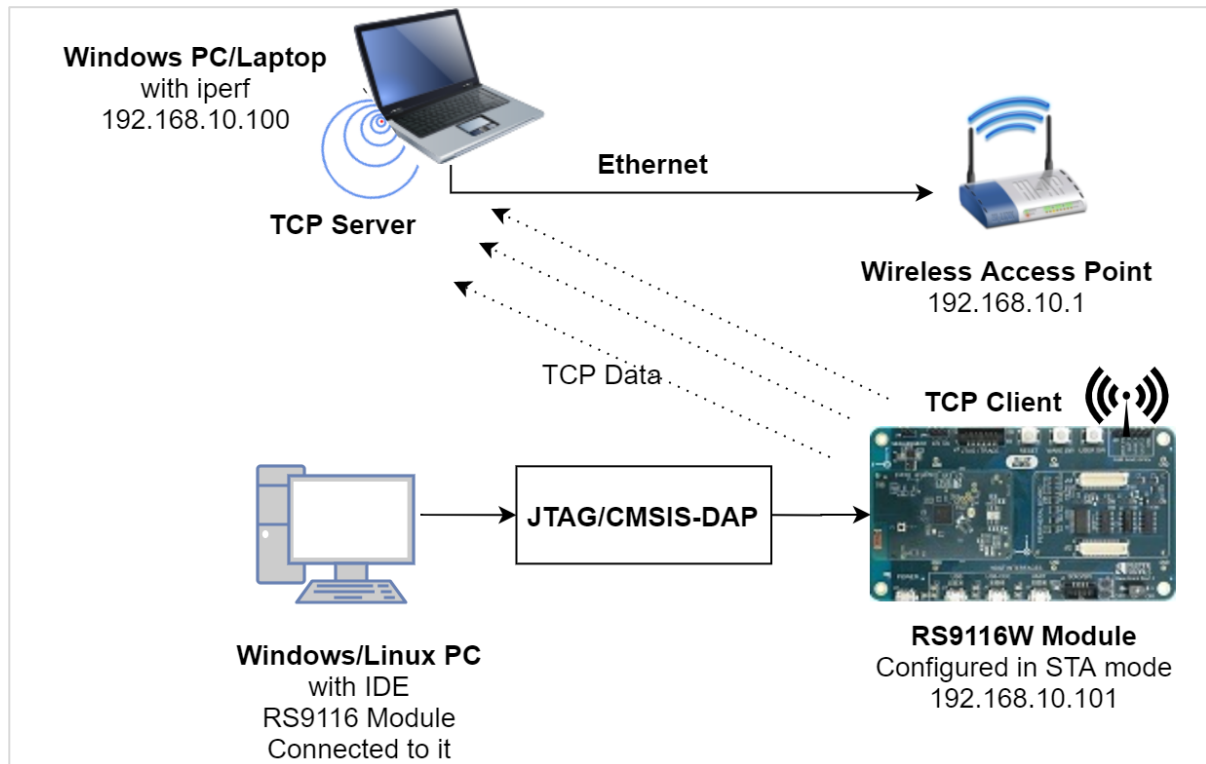 Windows PC/Laptop
with iperf
192.168.10.100
Ethernet
TCP Server
Wireless Access Point
192.168.10.1
TCP Data
TCP Client
JTAG/CMSIS-DAP
Windows/Linux PC
with IDE
RS9116 Module
Connected to it
RS9116W Module
Configured in STA mode
192.168.10.101